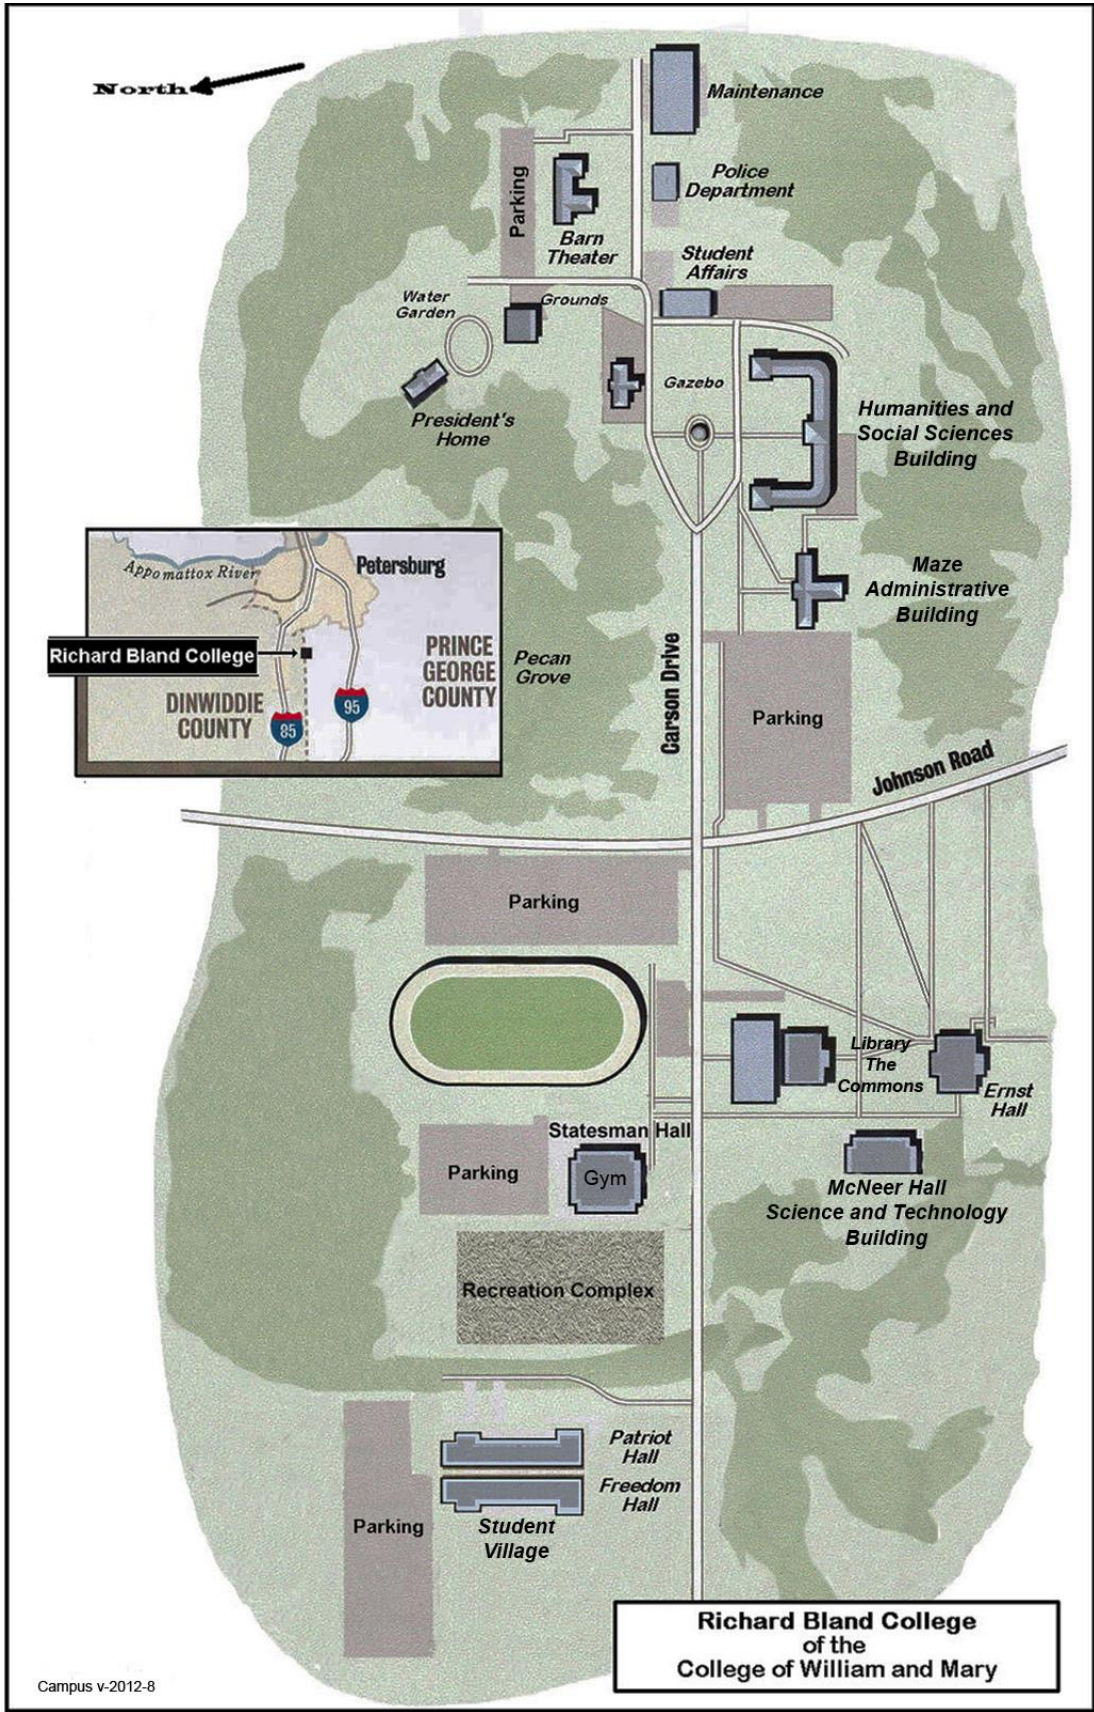 North
Maintenance
Parking
Police
Department
Barn
Theater
Student
Affairs
Water
Garden
Grounds
Gazebo
President's
Home
Humanities and
Social Sciences
Building
Appomattox River
Petersburg
Richard Bland College
PRINCE
GEORGE
COUNTY
DINWIDDIE
COUNTY
95
85
Pecan
Grove
Maze
Administrative
Building
Carson Drive
Parking
Johnson Road
Parking
Library
The
Commons
Ernst
Hall
Statesman Hall
Gym
Parking
McNeer Hall
Science and Technology
Building
Recreation Complex
Patriot
Hall
Freedom
Hall
Parking
Student
Village
Richard Bland College
of the
College of William and Mary
Campus v-2012-8